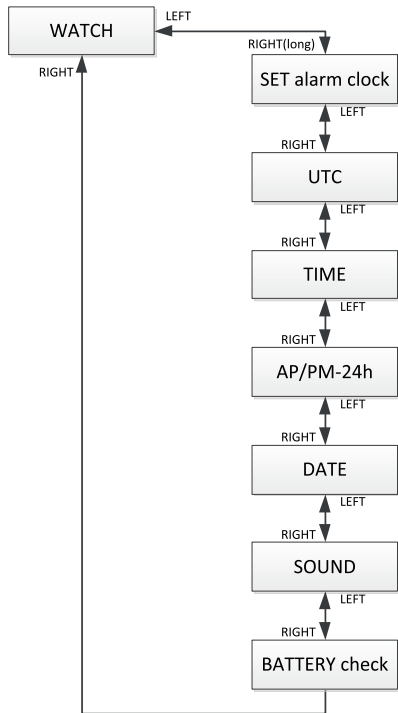 WATCH
LEFT
RIGHT(long)
RIGHT
SET alarm clock
LEFT
RIGHT
UTC
LEFT
RIGHT
TIME
LEFT
RIGHT
AP/PM-24h
LEFT
RIGHT
DATE
LEFT
RIGHT
SOUND
LEFT
RIGHT
BATTERY check